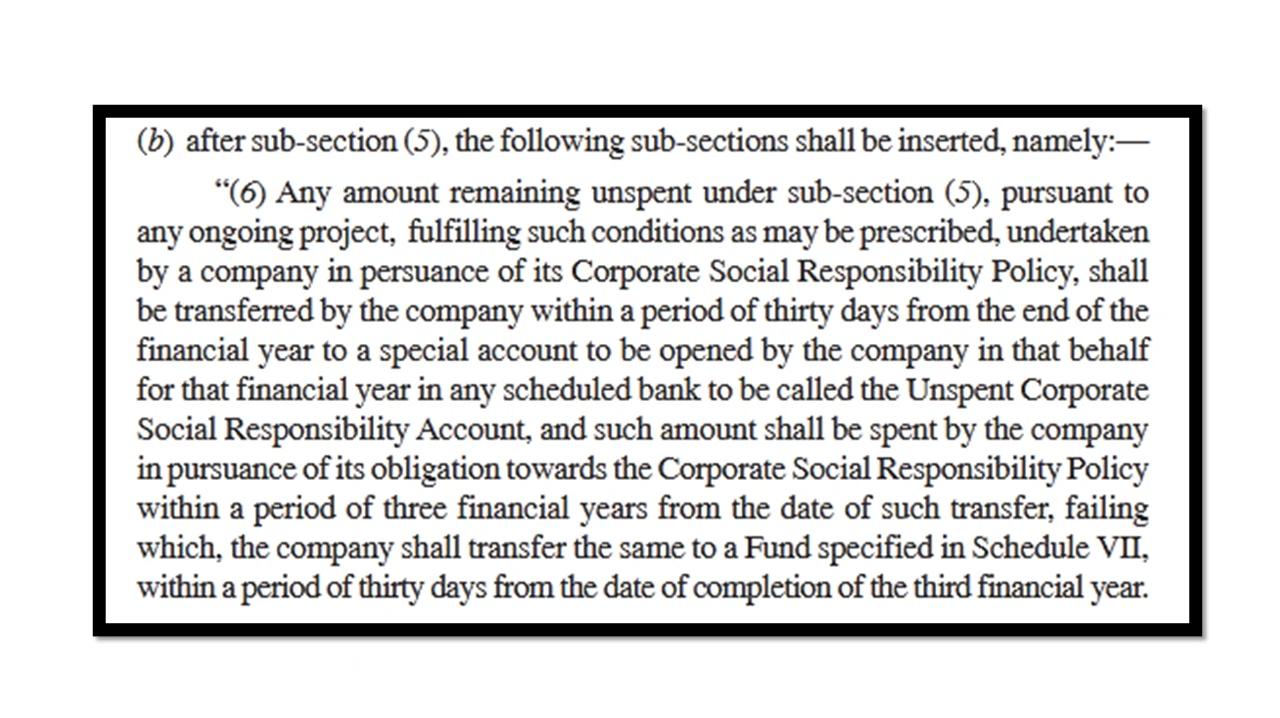 (b) after sub-section (5), the following sub-sections shall be inserted, namely:—
“(6) Any amount remaining unspent under sub-section (5), pursuant to
any ongoing project, fulfilling such conditions as may be prescribed, undertaken
by a company in persuance of its Corporate Social Responsibility Policy, shall
be transferred by the company within a period of thirty days from the end of the
financial year to a special account to be opened by the company in that behalf
for that financial year in any scheduled bank to be called the Unspent Corporate
Social Responsibility Account, and such amount shall be spent by the company
in pursuance of its obligation towards the Corporate Social Responsibility Policy
within a period of three financial years from the date of such transfer, failing
which, the company shall transfer the same to a Fund specified in Schedule VII,
within a period of thirty days from the date of completion of the third financial year.